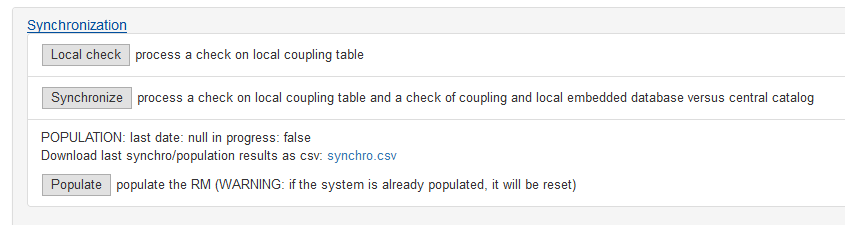 Synchronization
Local check process a check on local coupling table
Synchronize process a check on local coupling table and a check of coupling and local embedded database versus central catalog
POPULATION: last date: null in progress: false
Download last synchro/population results as csv: synchro.csv
Populate populate the RM (WARNING: if the system is already populated, it will be reset)